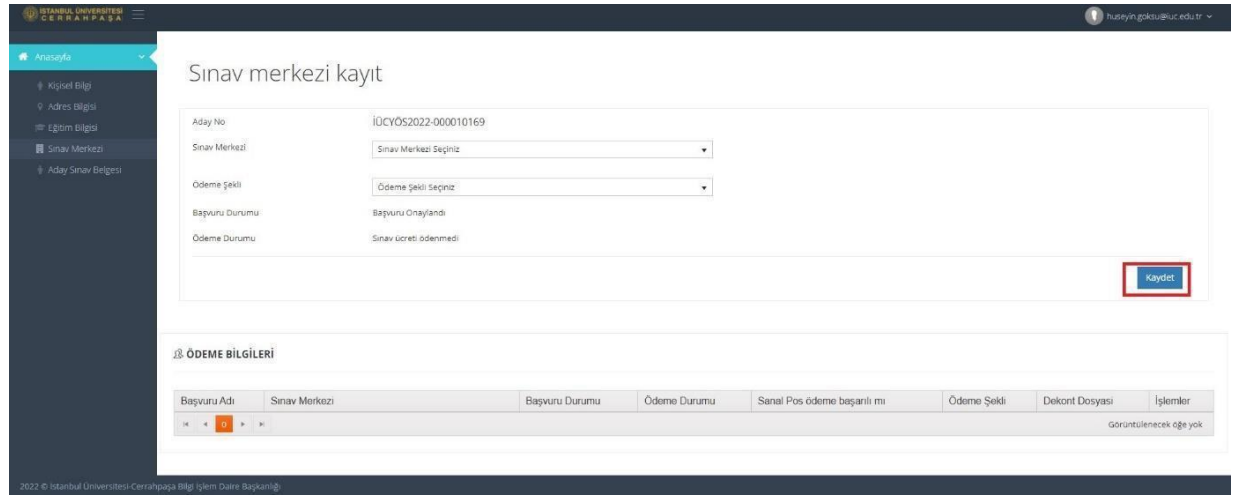 İSTANBUL ÜNİVERSİTESİ
CERRAHPAŞA
huseyin.goksu@iuc.edu.tr
Anasayfa
Kişisel Bilgi
Adres Bilgisi
Eğitim Bilgisi
Sınav Merkezi
Aday Sınav Belgesi
Sınav merkezi kayıt
Aday No İÜCYÖS2022-000010169
Sınav Merkezi Sınav Merkezi Seçiniz
Ödeme Şekli Ödeme Şekli Seçiniz
Başvuru Durumu Başvuru Onaylandı
Ödeme Durumu Sınav ücreti ödenmedi
Kaydet
ÖDEME BİLGİLERİ
Başvuru Adı Sınav Merkezi Başvuru Durumu Ödeme Durumu Sanal Pos ödeme başarılı mı Ödeme Şekli Dekont Dosyası İşlemler
0 Görüntülenecek öğe yok
2022 © İstanbul Üniversitesi-Cerrahpaşa Bilgi İşlem Daire Başkanlığı